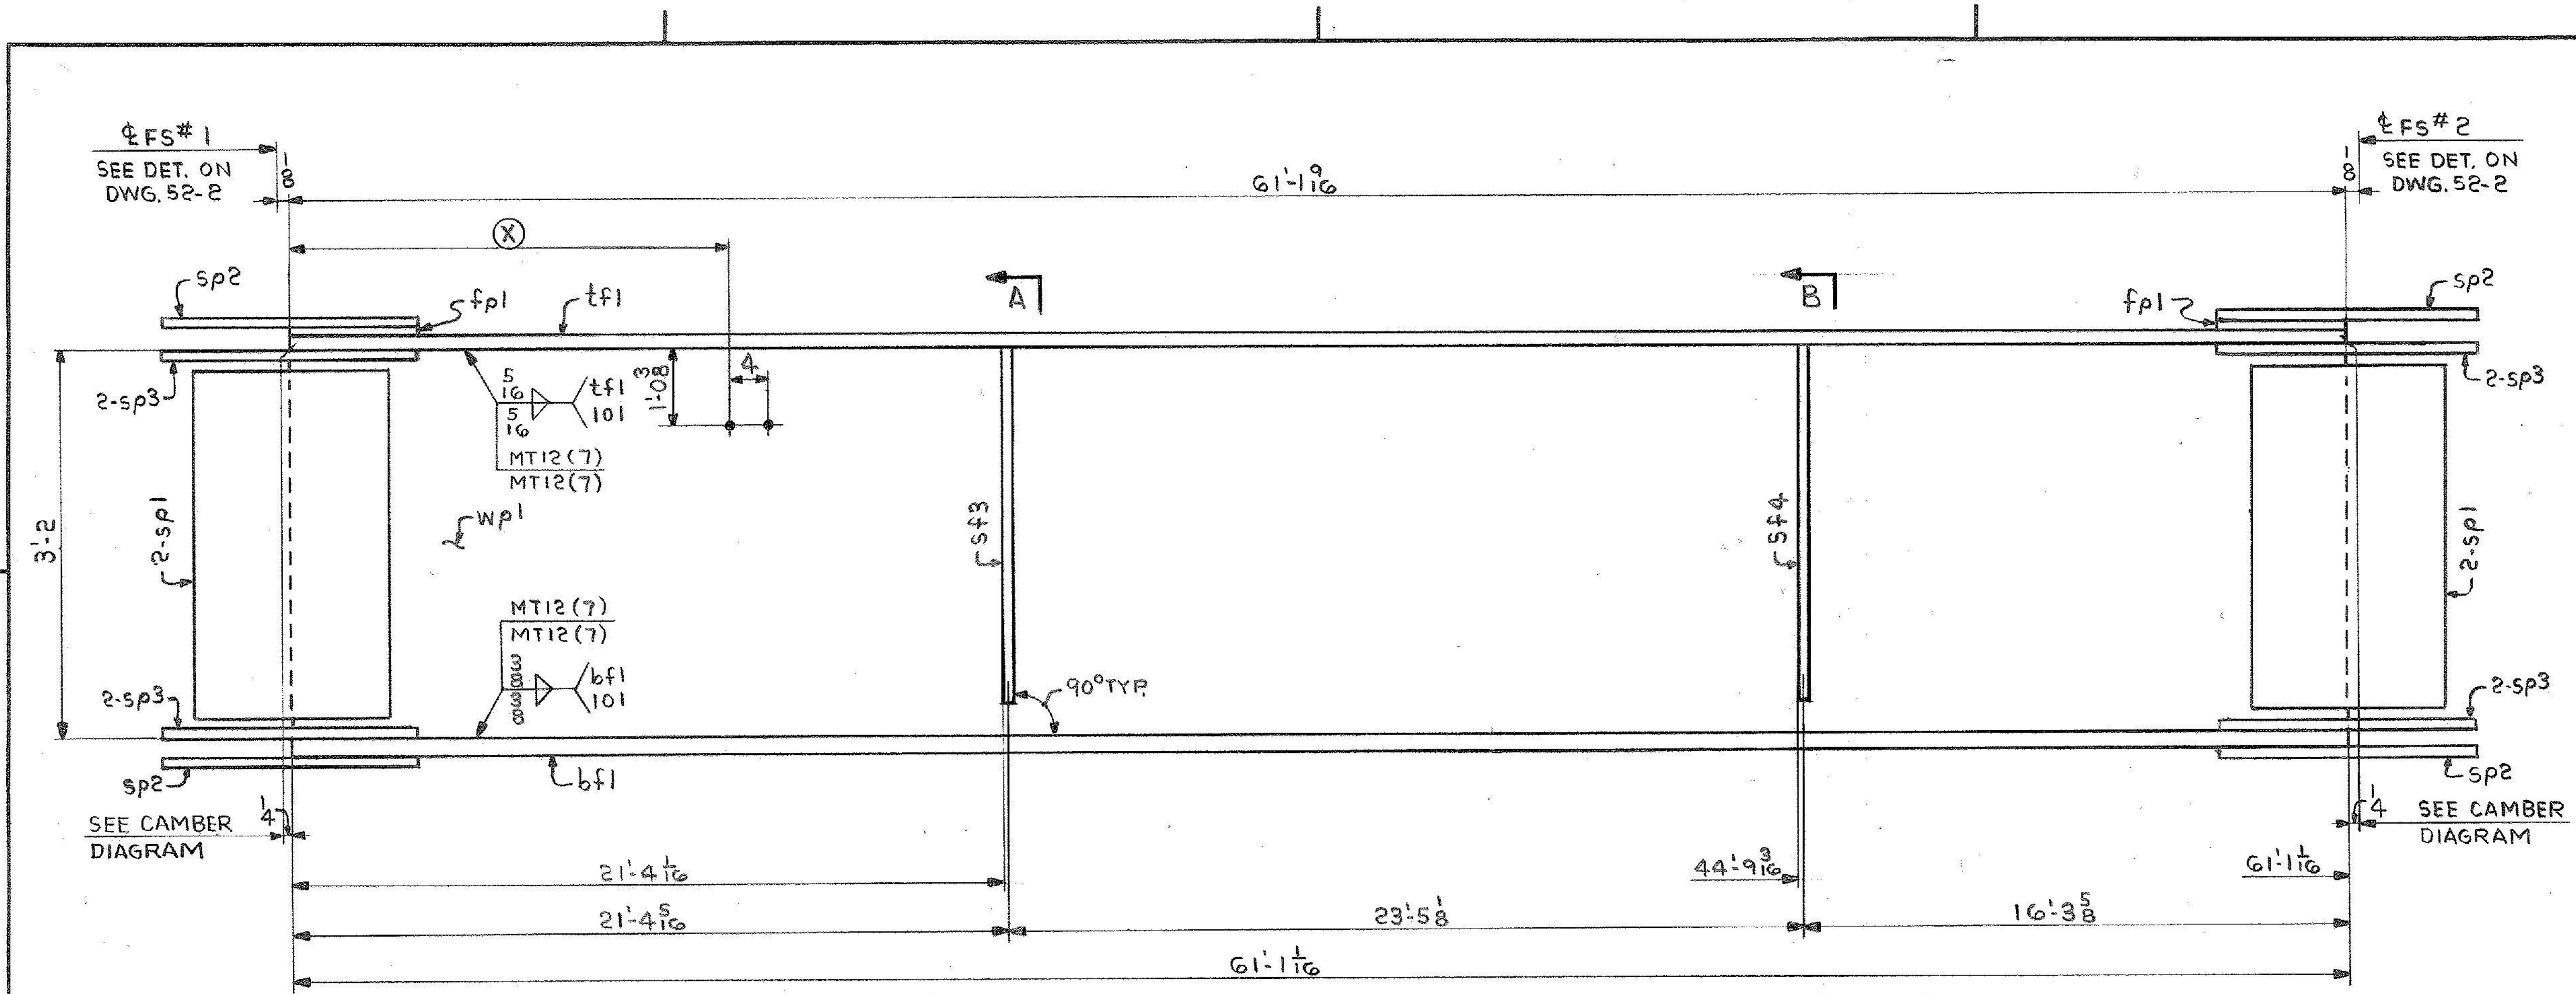 ℄ FS# 1
SEE DET. ON
DWG. 52-2
1/8
61'-1 9/16
1/8
℄ FS# 2
SEE DET. ON
DWG. 52-2
X
sp2
fp1
tf1
A
B
fp1
sp2
2-sp3
5/16
5/16
tf1
101
MT12(7)
MT12(7)
1'-0 3/8
4
2-sp3
3'-2
2-sp1
wp1
sf3
sf4
2-sp1
MT12(7)
MT12(7)
3/8
3/8
bf1
101
90° TYP.
2-sp3
2-sp3
sp2
bf1
sp2
1/4
SEE CAMBER
DIAGRAM
1/4
SEE CAMBER
DIAGRAM
21'-4 1/16
44'-9 3/16
61'-1 1/16
21'-4 5/16
23'-5 1/8
16'-3 5/8
61'-1 1/16